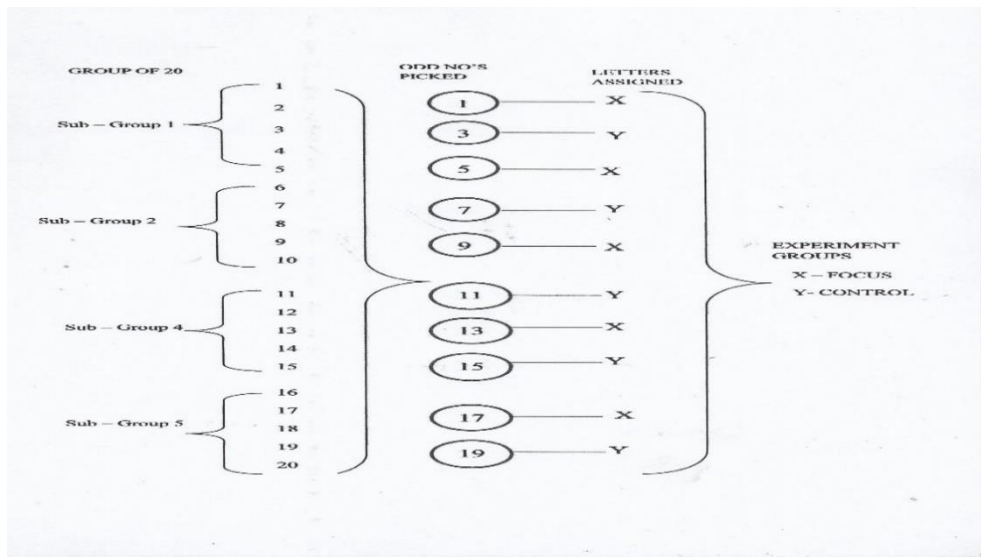 GROUP OF 20
Sub – Group 1
1
2
3
4
5
Sub – Group 2
6
7
8
9
10
Sub – Group 4
11
12
13
14
15
Sub – Group 5
16
17
18
19
20
ODD NO'S
PICKED
LETTERS
ASSIGNED
1 X
3 Y
5 X
7 Y
9 X
11 Y
13 X
15 Y
17 X
19 Y
EXPERIMENT
GROUPS
X – FOCUS
Y- CONTROL